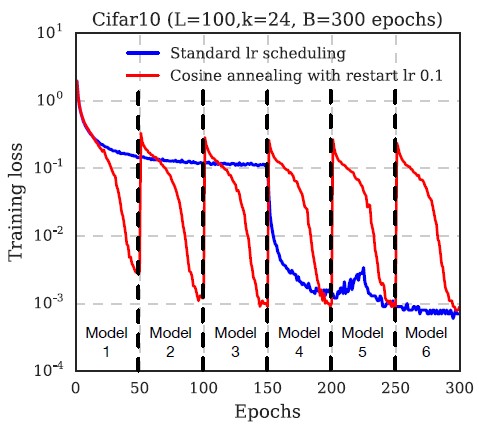 Cifar10 (L=100,k=24, B=300 epochs)
Standard lr scheduling
Cosine annealing with restart lr 0.1
Training loss
10^1
10^0
10^-1
10^-2
10^-3
10^-4
Model 1
Model 2
Model 3
Model 4
Model 5
Model 6
0 50 100 150 200 250 300
Epochs